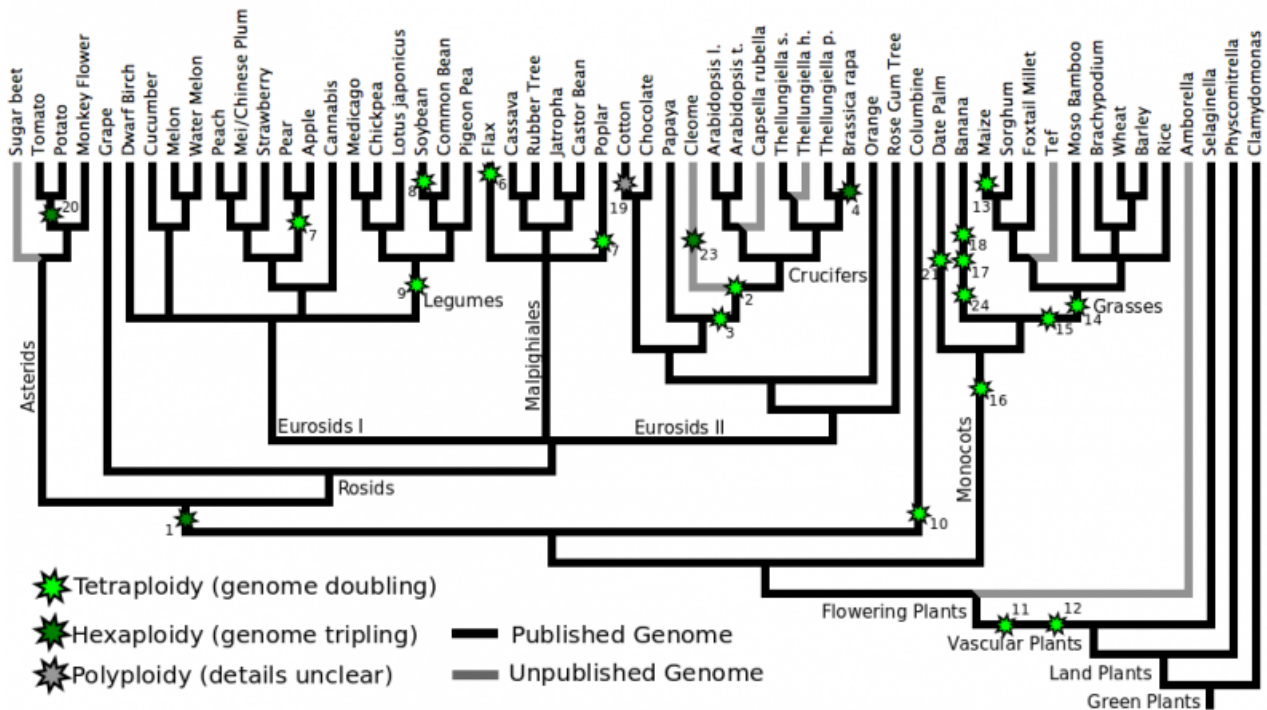 Sugar beet
Tomato
Potato
Monkey Flower
Grape
Dwarf Birch
Cucumber
Melon
Water Melon
Peach
Mei/Chinese Plum
Strawberry
Pear
Apple
Cannabis
Medicago
Chickpea
Lotus japonicus
Soybean
Common Bean
Pigeon Pea
Flax
Cassava
Rubber Tree
Jatropha
Castor Bean
Poplar
Cotton
Chocolate
Papaya
Cleome
Arabidopsis l.
Arabidopsis t.
Capsella rubella
Thellungiella s.
Thellungiella h.
Thellungiella p.
Brassica rapa
Orange
Rose Gum Tree
Columbine
Date Palm
Banana
Maize
Sorghum
Foxtail Millet
Tef
Moso Bamboo
Brachypodium
Wheat
Barley
Rice
Amborella
Selaginella
Physcomitrella
Clamydomonas
20
8
6
19
4
13
7
23
7
18
21
17
9
Legumes
2
Crucifers
24
Grasses
3
15
14
Asterids
Malpighiales
16
Eurosids I
Eurosids II
Monocots
Rosids
1
10
Tetraploidy (genome doubling)
Hexaploidy (genome tripling)
Polyploidy (details unclear)
Published Genome
Unpublished Genome
Flowering Plants
11
12
Vascular Plants
Land Plants
Green Plants